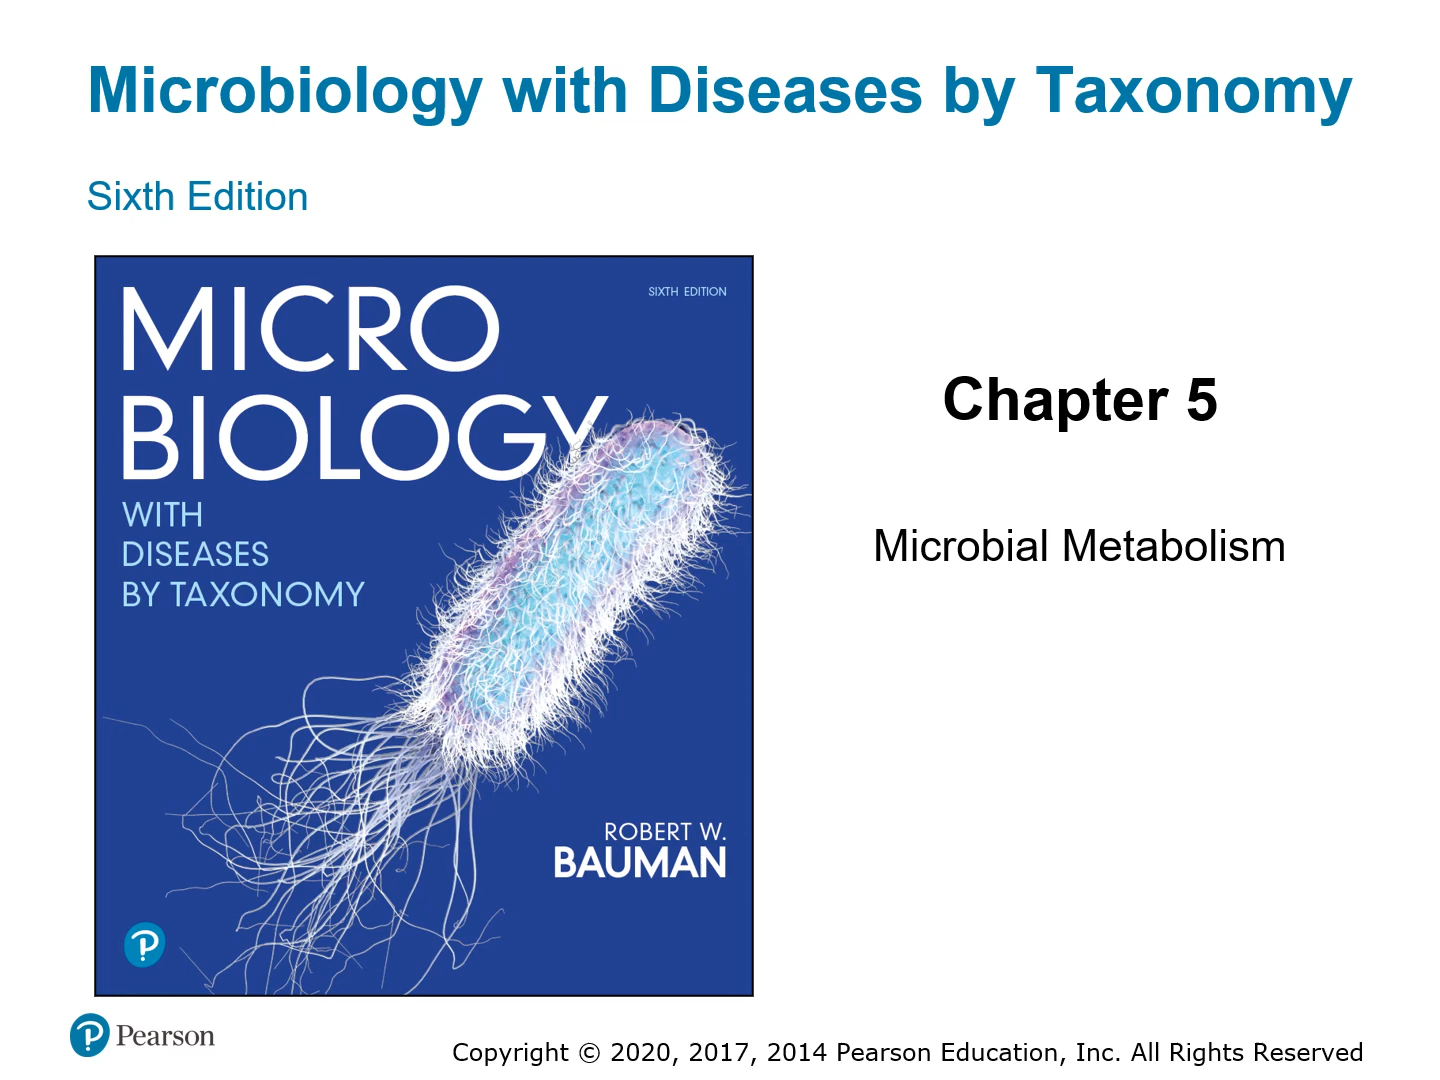 Microbiology with Diseases by Taxonomy
Sixth Edition
MICRO
SIXTH EDITION
BIOLOGY
WITH
DISEASES
BY TAXONOMY
ROBERT W.
BAUMAN
P
Chapter 5
Microbial Metabolism
P Pearson
Copyright © 2020, 2017, 2014 Pearson Education, Inc. All Rights Reserved